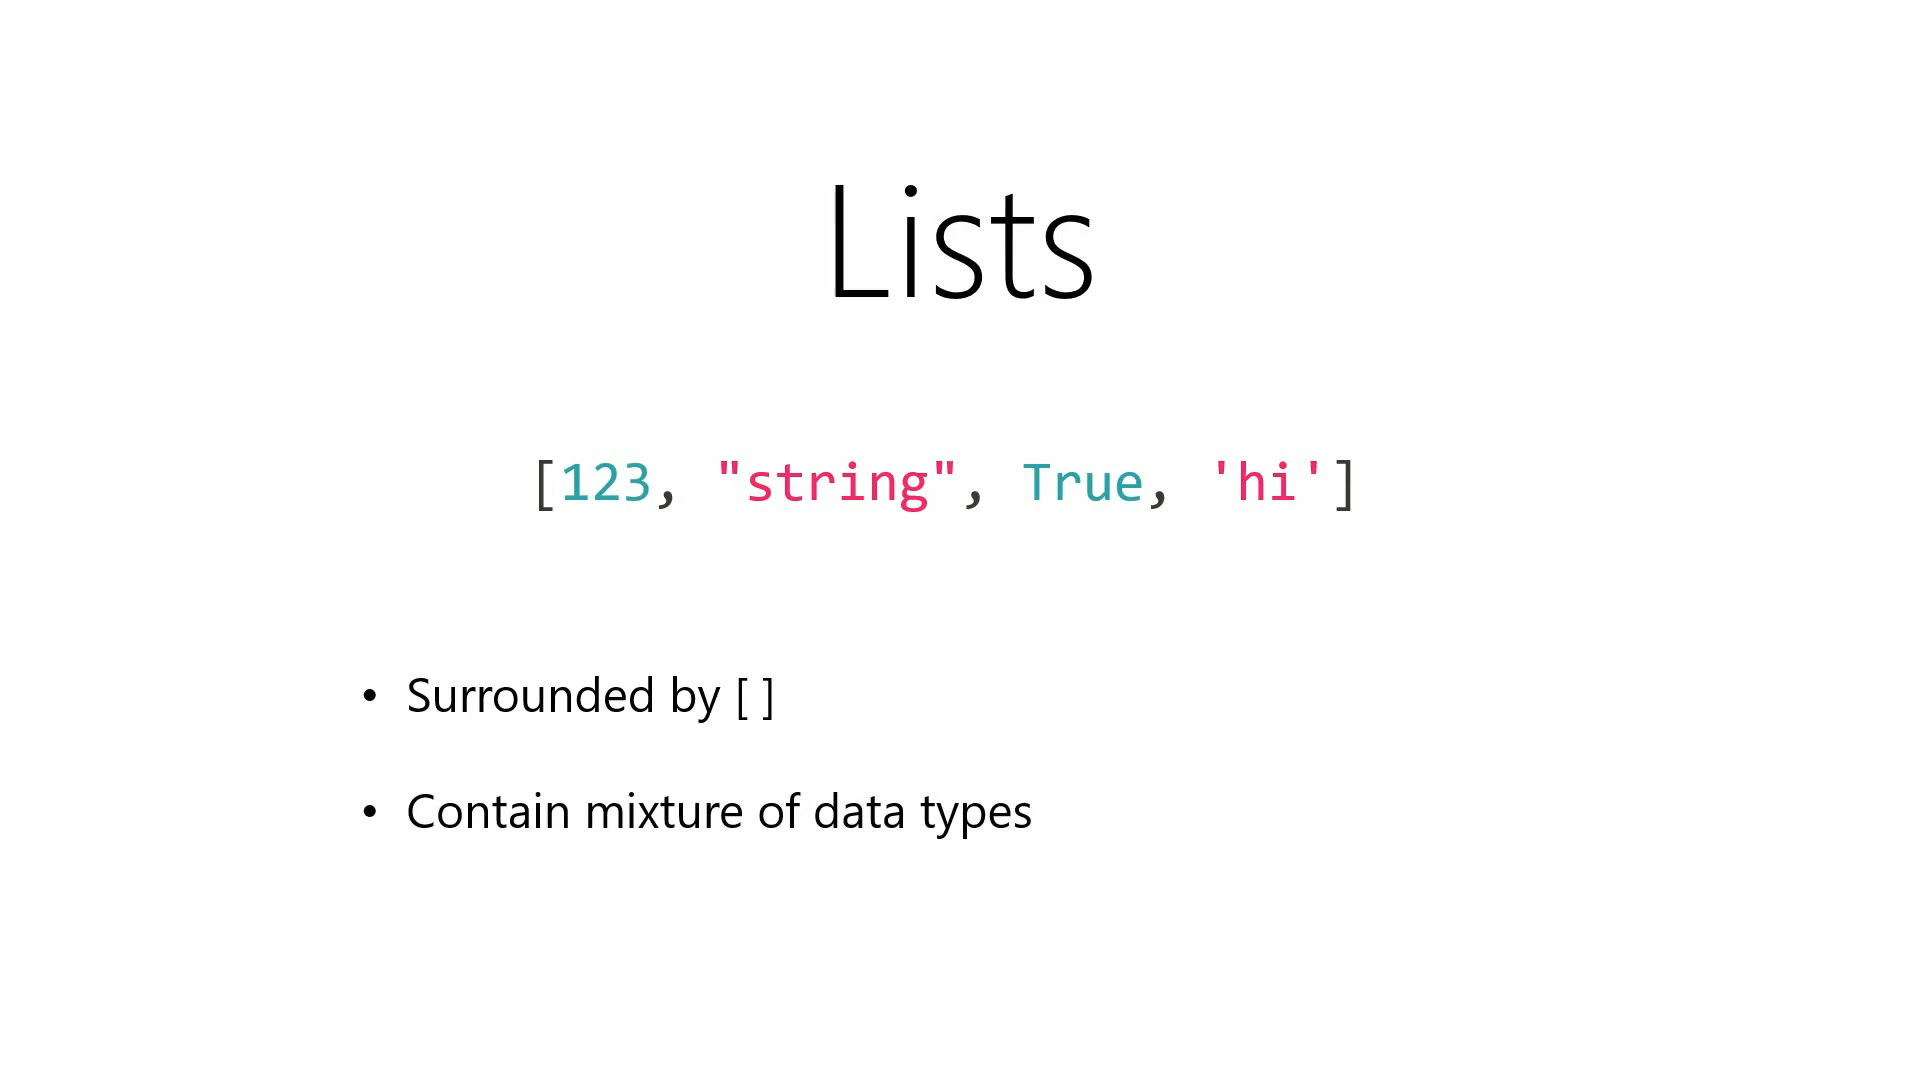 Lists
[123, "string", True, 'hi']
• Surrounded by [ ]
• Contain mixture of data types